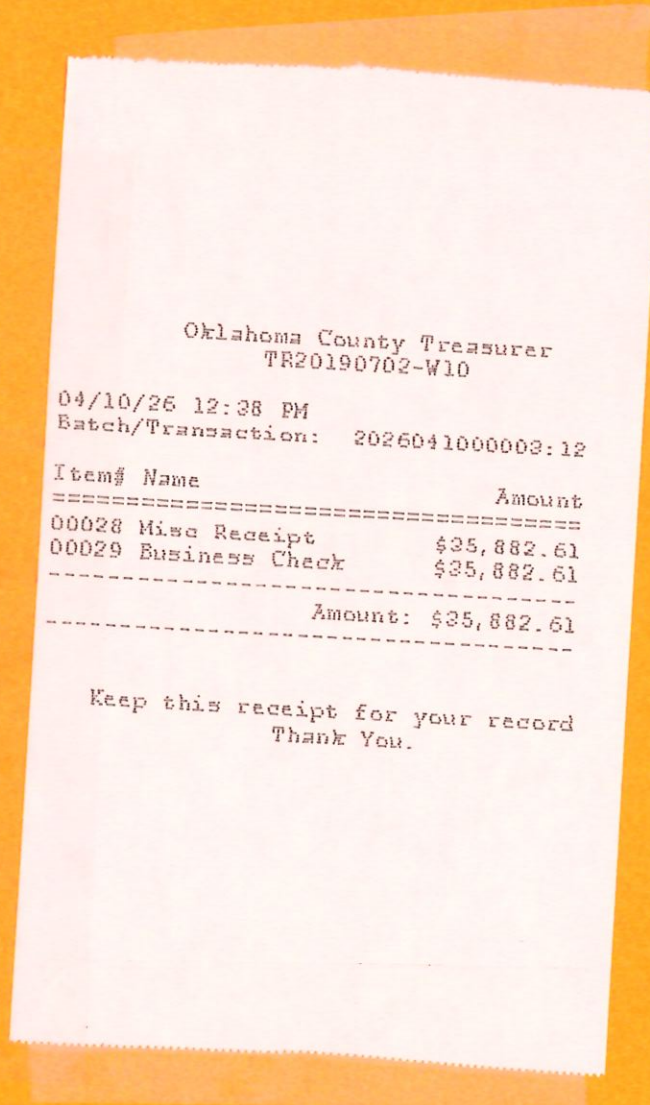 Oklahoma County Treasurer
TR20190702-W10
04/10/26 12:38 PM
Batch/Transaction: 2026041000003:12
Item# Name Amount
====================================
00028 Misc Receipt $35,882.61
00029 Business Check $35,882.61
------------------------------------
Amount: $35,882.61
------------------------------------
Keep this receipt for your record
Thank You.